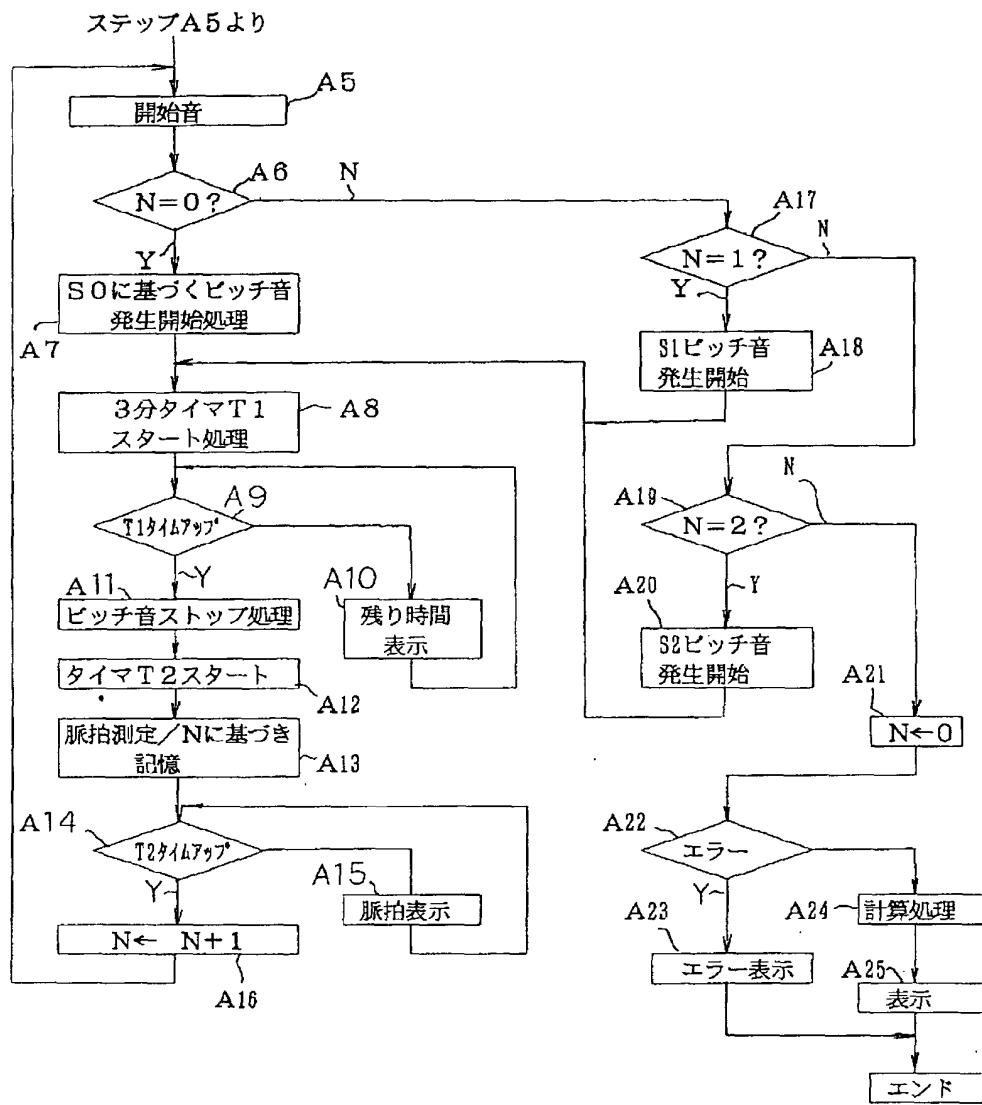 ステップA5より
A5
開始音
A6
N=0?
N
Y
SOに基づくピッチ音
発生開始処理
A7
3分タイマT1
スタート処理
A8
A9
T1タイムアップ
Y
A10
残り時間
表示
A11
ピッチ音ストップ処理
タイマT2スタート
A12
脈拍測定/Nに基づき
記憶
A13
A14
T2タイムアップ
Y
A15
脈拍表示
N← N+1
A16
A17
N=1?
N
Y
S1ピッチ音
発生開始
A18
A19
N=2?
N
Y
A20
S2ピッチ音
発生開始
A21
N←0
A22
エラー
Y
A23
エラー表示
A24
計算処理
A25
表示
エンド